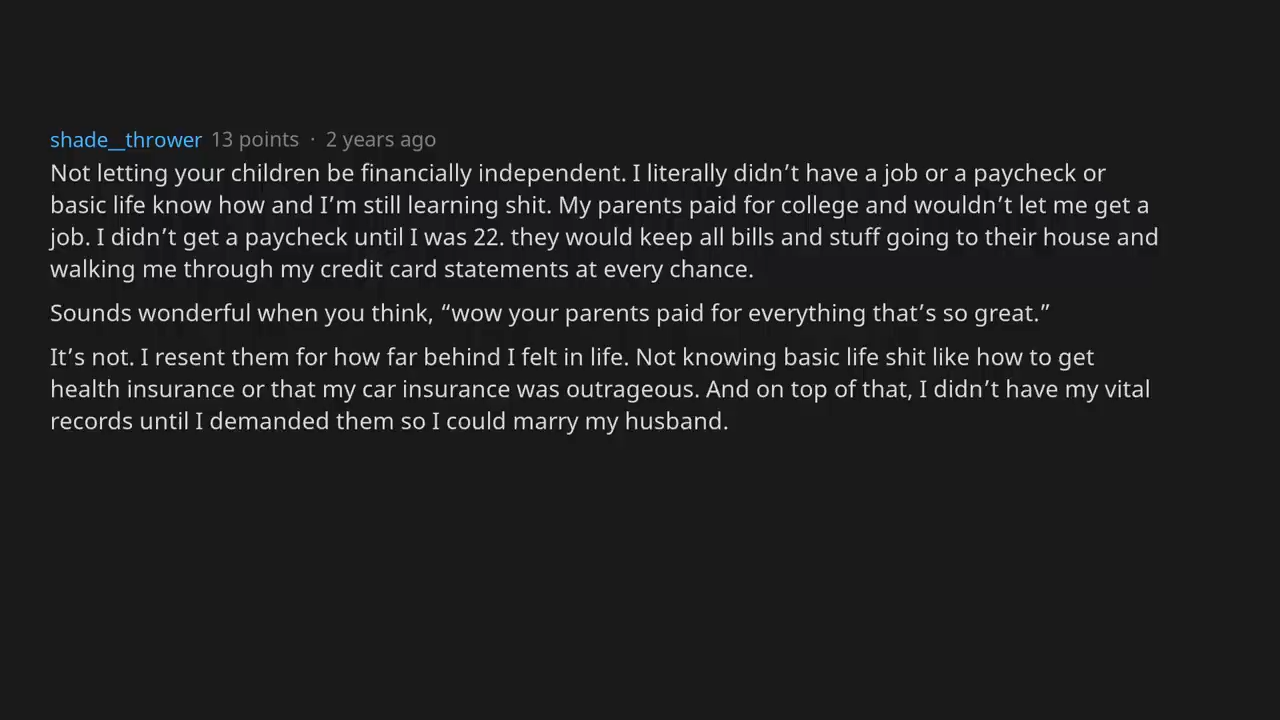 shade__thrower 13 points · 2 years ago
Not letting your children be financially independent. I literally didn’t have a job or a paycheck or
basic life know how and I’m still learning shit. My parents paid for college and wouldn’t let me get a
job. I didn’t get a paycheck until I was 22. they would keep all bills and stuff going to their house and
walking me through my credit card statements at every chance.
Sounds wonderful when you think, “wow your parents paid for everything that’s so great.”
It’s not. I resent them for how far behind I felt in life. Not knowing basic life shit like how to get
health insurance or that my car insurance was outrageous. And on top of that, I didn’t have my vital
records until I demanded them so I could marry my husband.